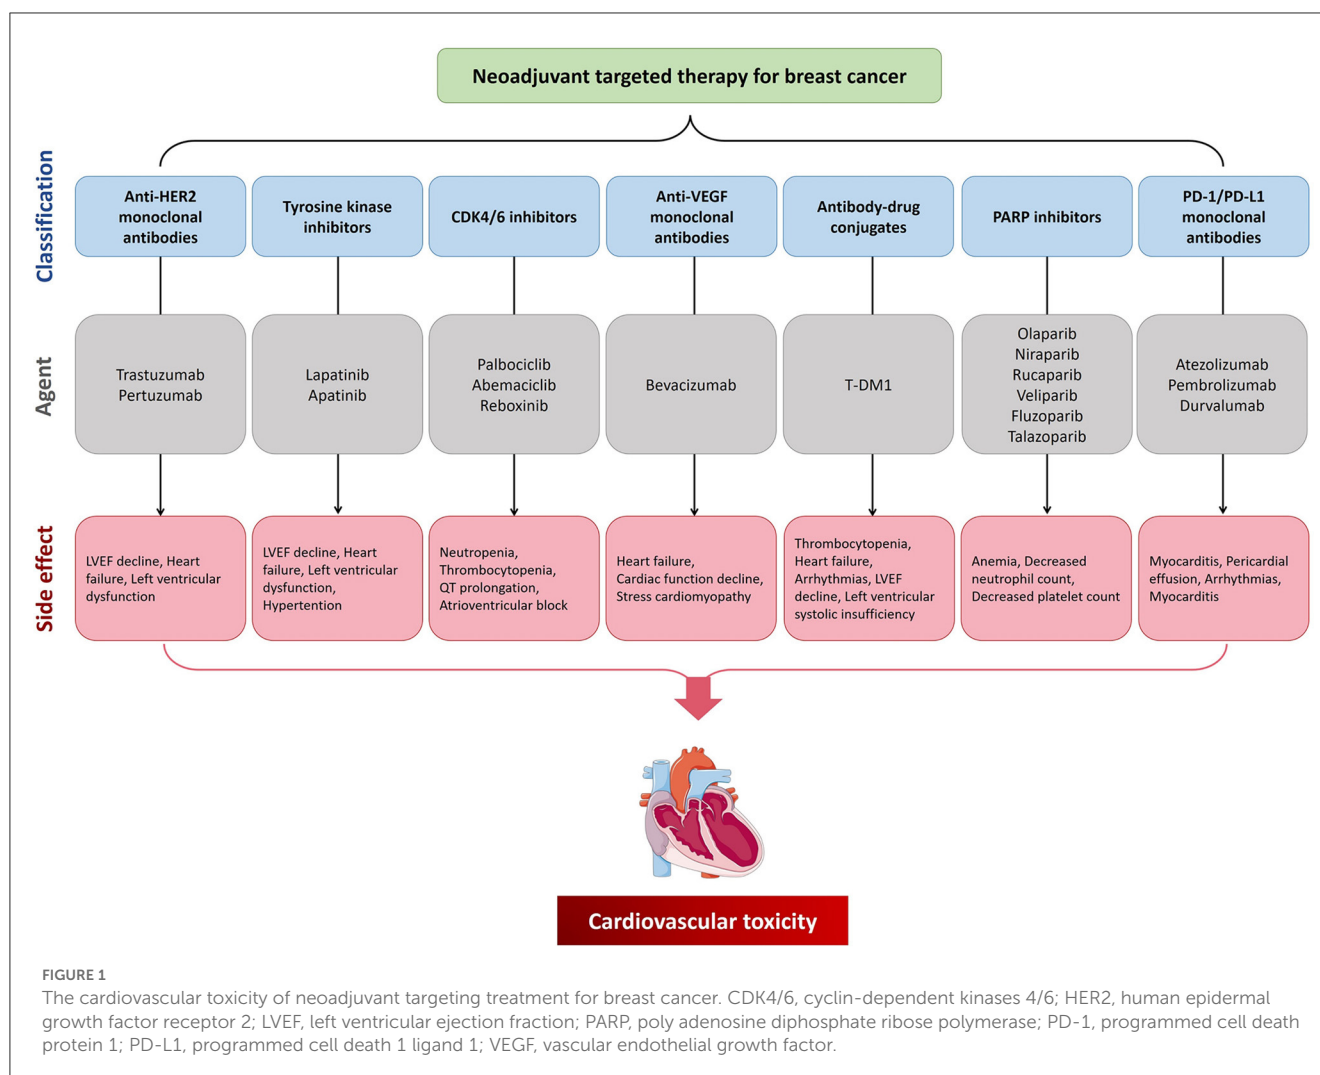 Neoadjuvant targeted therapy for breast cancer
Classification
Anti-HER2
monoclonal
antibodies
Tyrosine kinase
inhibitors
CDK4/6 inhibitors
Anti-VEGF
monoclonal
antibodies
Antibody-drug
conjugates
PARP inhibitors
PD-1/PD-L1
monoclonal
antibodies
Agent
Trastuzumab
Pertuzumab
Lapatinib
Apatinib
Palbociclib
Abemaciclib
Reboxinib
Bevacizumab
T-DM1
Olaparib
Niraparib
Rucaparib
Veliparib
Fluzoparib
Talazoparib
Atezolizumab
Pembrolizumab
Durvalumab
Side effect
LVEF decline, Heart
failure, Left ventricular
dysfunction
LVEF decline, Heart
failure, Left ventricular
dysfunction,
Hypertention
Neutropenia,
Thrombocytopenia,
QT prolongation,
Atrioventricular block
Heart failure,
Cardiac function decline,
Stress cardiomyopathy
Thrombocytopenia,
Heart failure,
Arrhythmias, LVEF
decline, Left ventricular
systolic insufficiency
Anemia, Decreased
neutrophil count,
Decreased platelet count
Myocarditis, Pericardial
effusion, Arrhythmias,
Myocarditis
Cardiovascular toxicity
FIGURE 1
The cardiovascular toxicity of neoadjuvant targeting treatment for breast cancer. CDK4/6, cyclin-dependent kinases 4/6; HER2, human epidermal
growth factor receptor 2; LVEF, left ventricular ejection fraction; PARP, poly adenosine diphosphate ribose polymerase; PD-1, programmed cell death
protein 1; PD-L1, programmed cell death 1 ligand 1; VEGF, vascular endothelial growth factor.